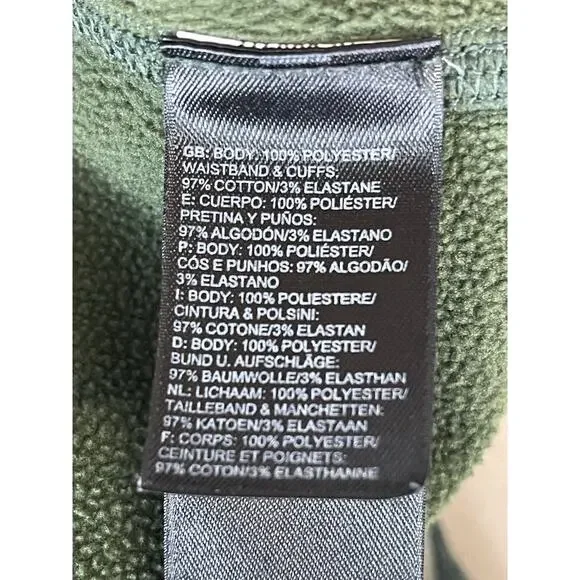 GB: BODY: 100% POLYESTER/
WAISTBAND & CUFFS:
97% COTTON/3% ELASTANE
E: CUERPO: 100% POLIÉSTER/
PRETINA Y PUÑOS:
97% ALGODÓN/3% ELASTANO
P: BODY: 100% POLIÉSTER/
CÓS E PUNHOS: 97% ALGODÃO/
3% ELASTANO
I: BODY: 100% POLIESTERE/
CINTURA & POLSINI:
97% COTONE/3% ELASTAN
D: BODY: 100% POLYESTER/
BUND U. AUFSCHLÄGE:
97% BAUMWOLLE/3% ELASTHAN
NL: LICHAAM: 100% POLYESTER/
TAILLEBAND & MANCHETTEN:
97% KATOEN/3% ELASTAAN
F: CORPS: 100% POLYESTER/
CEINTURE ET POIGNETS:
97% COTON/3% ELASTHANNE